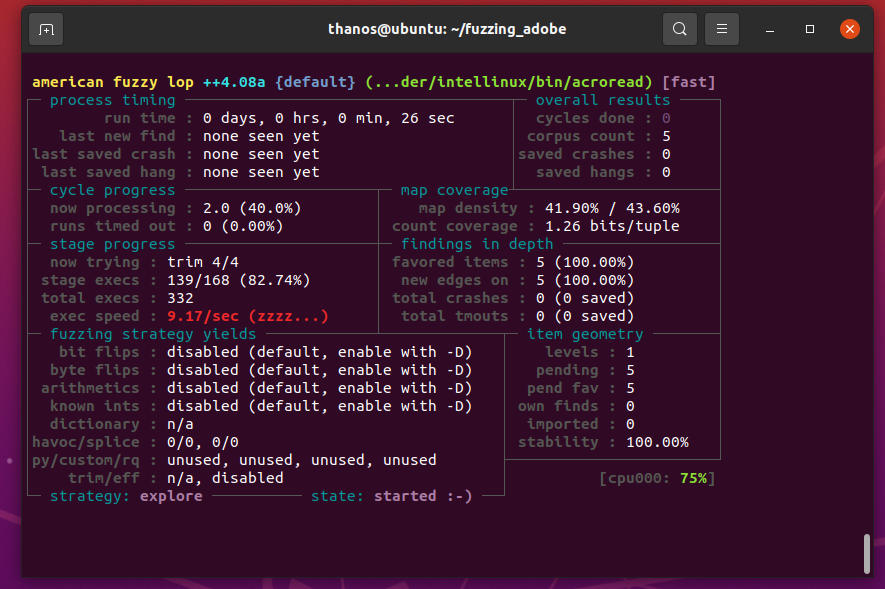 thanos@ubuntu: ~/fuzzing_adobe
american fuzzy lop ++4.08a {default} (...der/intellinux/bin/acroread) [fast]
process timing overall results
run time : 0 days, 0 hrs, 0 min, 26 sec cycles done : 0
last new find : none seen yet corpus count : 5
last saved crash : none seen yet saved crashes : 0
last saved hang : none seen yet saved hangs : 0
cycle progress map coverage
now processing : 2.0 (40.0%) map density : 41.90% / 43.60%
runs timed out : 0 (0.00%) count coverage : 1.26 bits/tuple
stage progress findings in depth
now trying : trim 4/4 favored items : 5 (100.00%)
stage execs : 139/168 (82.74%) new edges on : 5 (100.00%)
total execs : 332 total crashes : 0 (0 saved)
exec speed : 9.17/sec (zzzz...) total tmouts : 0 (0 saved)
fuzzing strategy yields item geometry
bit flips : disabled (default, enable with -D) levels : 1
byte flips : disabled (default, enable with -D) pending : 5
arithmetics : disabled (default, enable with -D) pend fav : 5
known ints : disabled (default, enable with -D) own finds : 0
dictionary : n/a imported : 0
havoc/splice : 0/0, 0/0 stability : 100.00%
py/custom/rq : unused, unused, unused, unused
trim/eff : n/a, disabled [cpu000: 75%]
strategy: explore state: started :-)